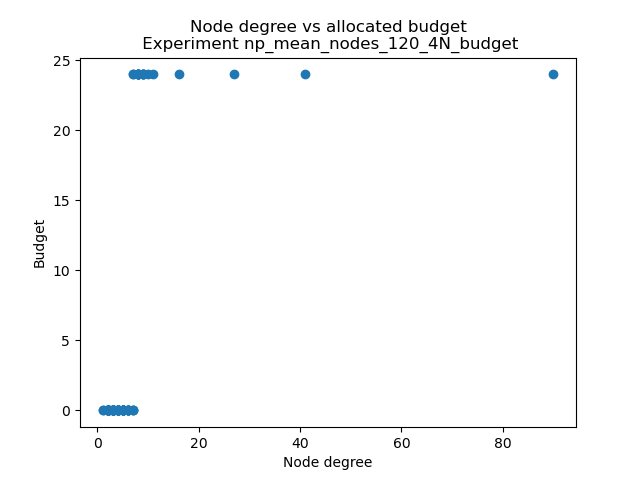 Node degree vs allocated budget
Experiment np_mean_nodes_120_4N_budget
25
20
15
10
5
0
Budget
0 20 40 60 80
Node degree